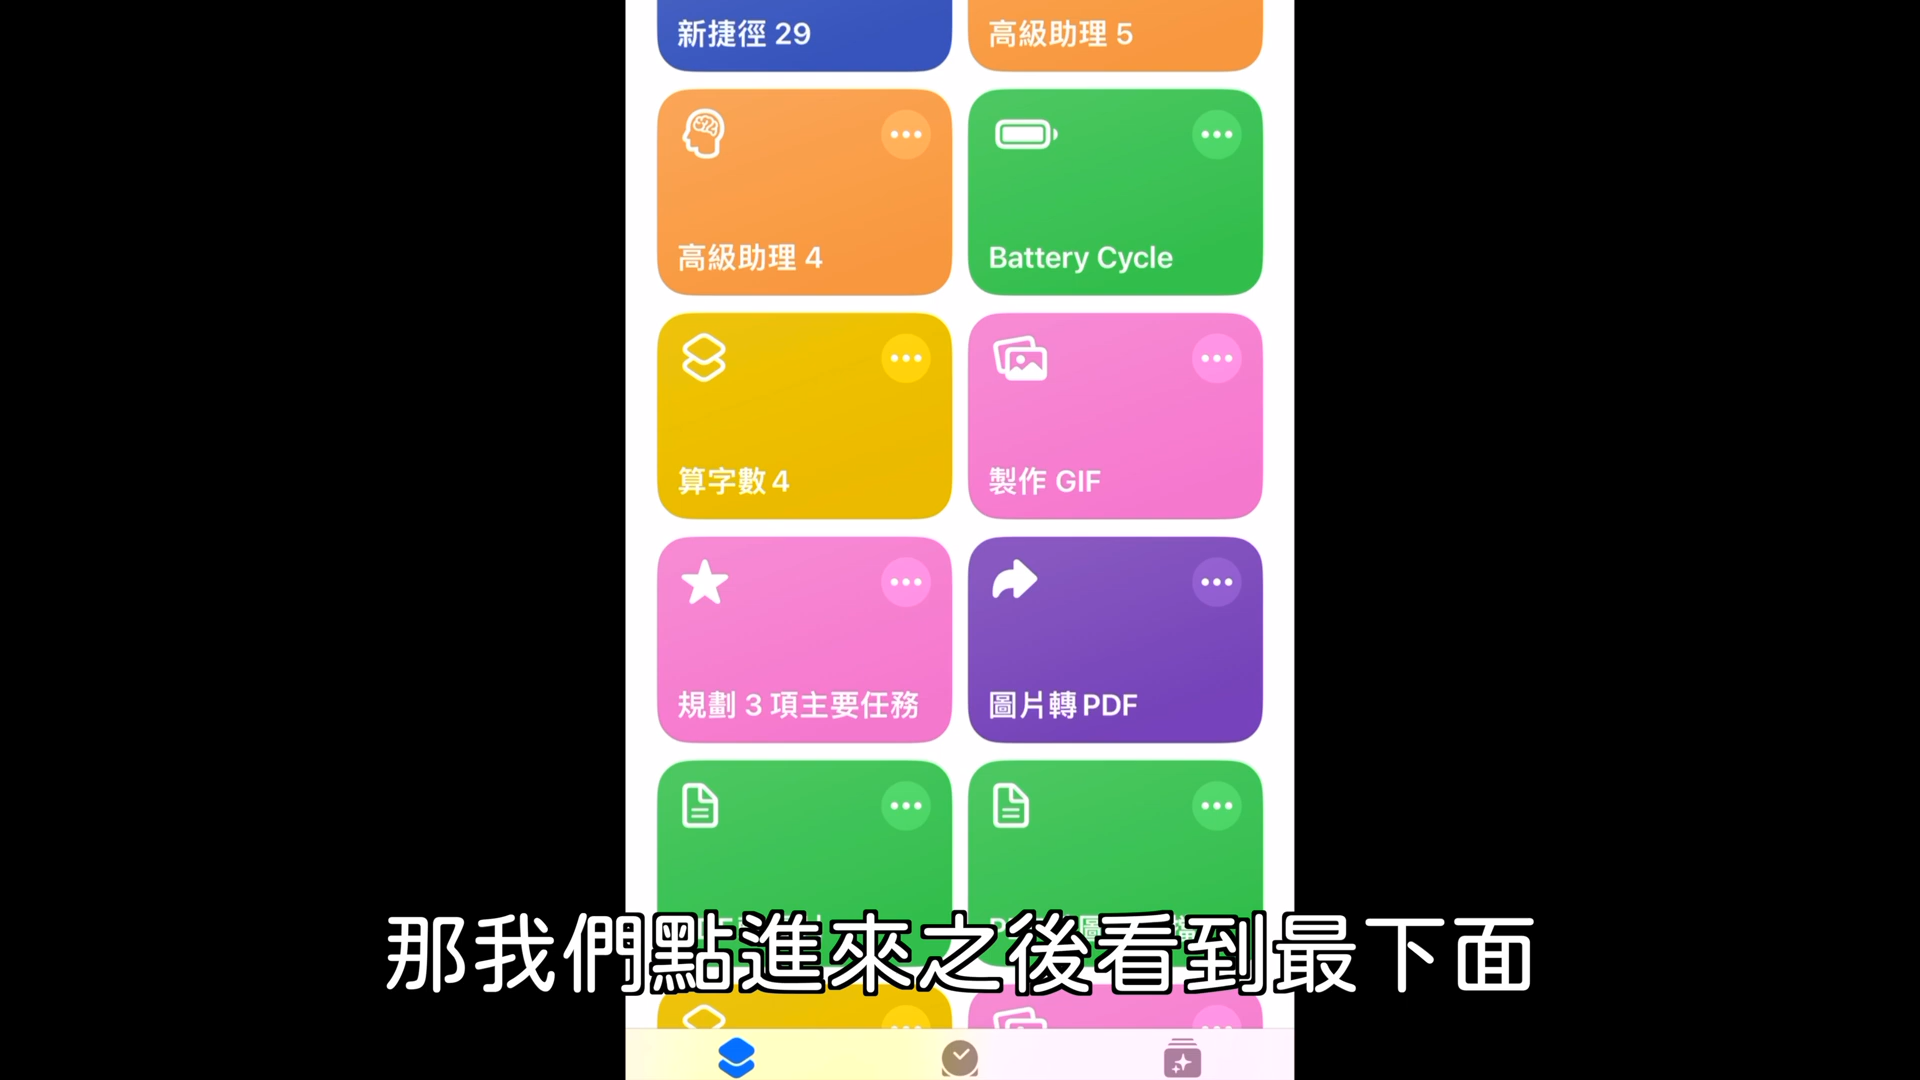 新捷徑 29
高級助理 5
高級助理 4
Battery Cycle
算字數 4
製作 GIF
規劃 3 項主要任務
圖片轉 PDF
那我們點進來之後看到最下面